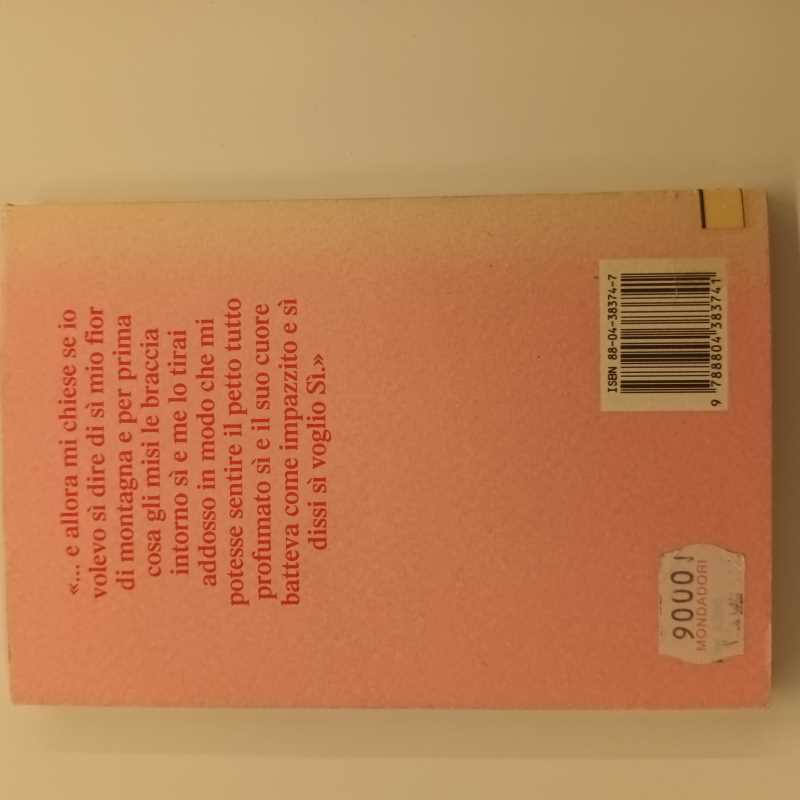 «... e allora mi chiese se io
volevo sì dire di sì mio fior
di montagna e per prima
cosa gli misi le braccia
intorno sì e me lo tirai
addosso in modo che mi
potesse sentire il petto tutto
profumato sì e il suo cuore
batteva come impazzito e sì
dissi sì voglio Sì.»
ISBN 88-04-38374-7
9 788804 383741
9000
MONDADORI